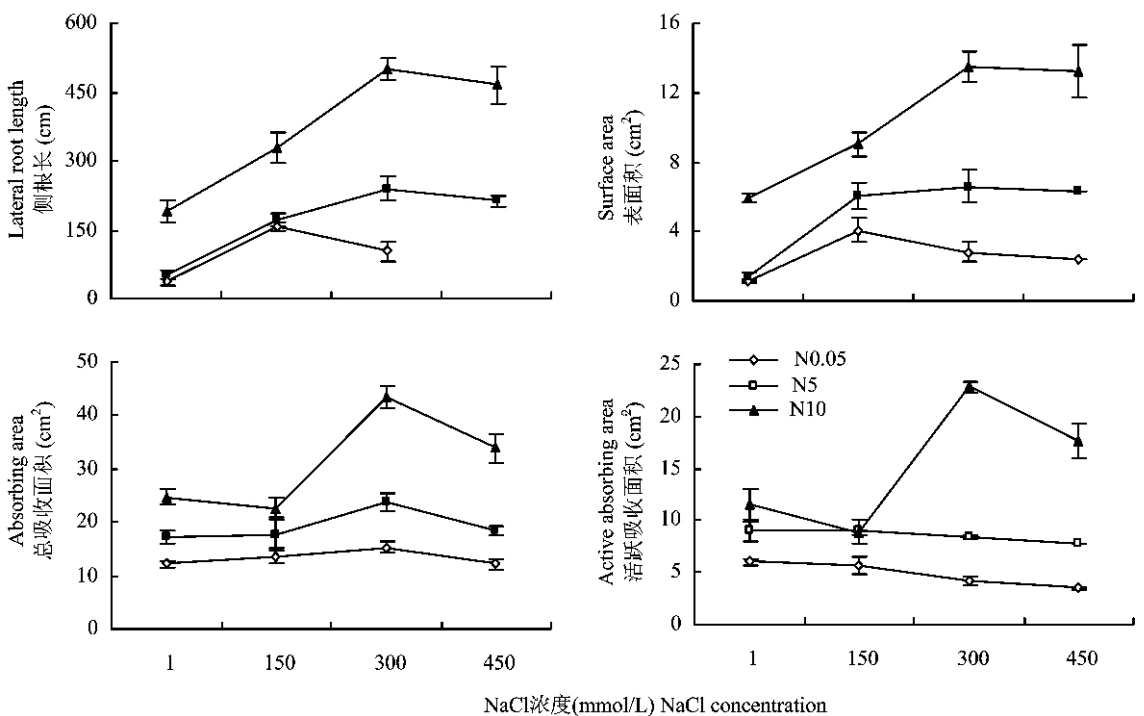 Lateral root length
侧根长 (cm)
600
450
300
150
0
Surface area
表面积 (cm²)
16
12
8
4
0
Absorbing area
总吸收面积 (cm²)
50
40
30
20
10
0
1
150
300
450
Active absorbing area
活跃吸收面积 (cm²)
25
20
15
10
5
0
N0.05
N5
N10
1
150
300
450
NaCl浓度(mmol/L) NaCl concentration